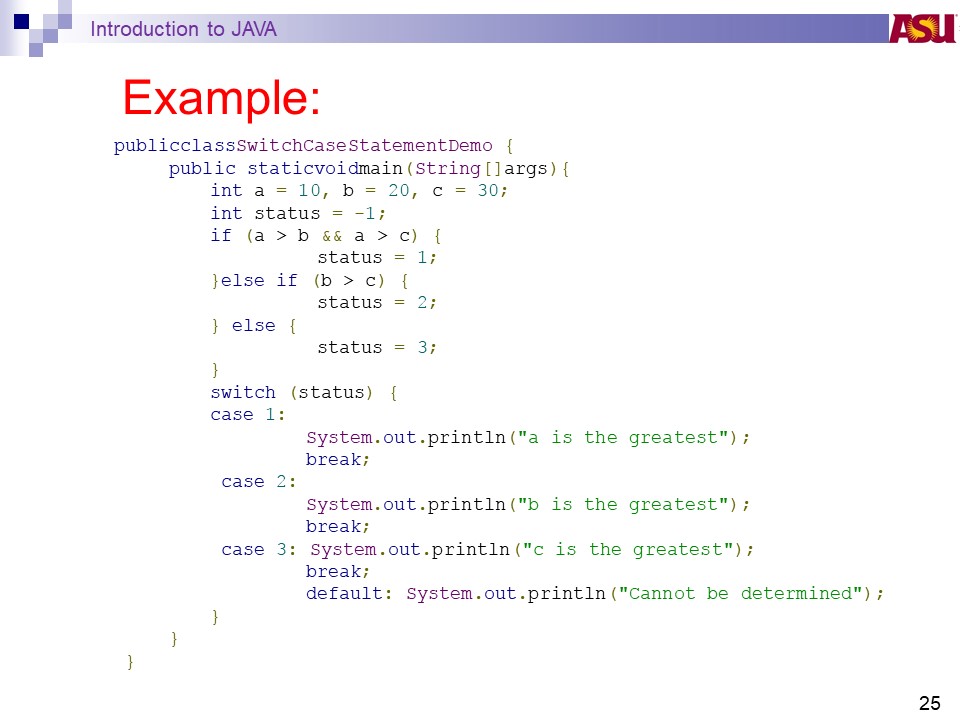 Introduction to JAVA
ASU
Example:
publicclassSwitchCaseStatementDemo {
public staticvoidmain(String[]args){
int a = 10, b = 20, c = 30;
int status = -1;
if (a > b && a > c) {
status = 1;
}else if (b > c) {
status = 2;
} else {
status = 3;
}
switch (status) {
case 1:
System.out.println("a is the greatest");
break;
case 2:
System.out.println("b is the greatest");
break;
case 3: System.out.println("c is the greatest");
break;
default: System.out.println("Cannot be determined");
}
}
}
25